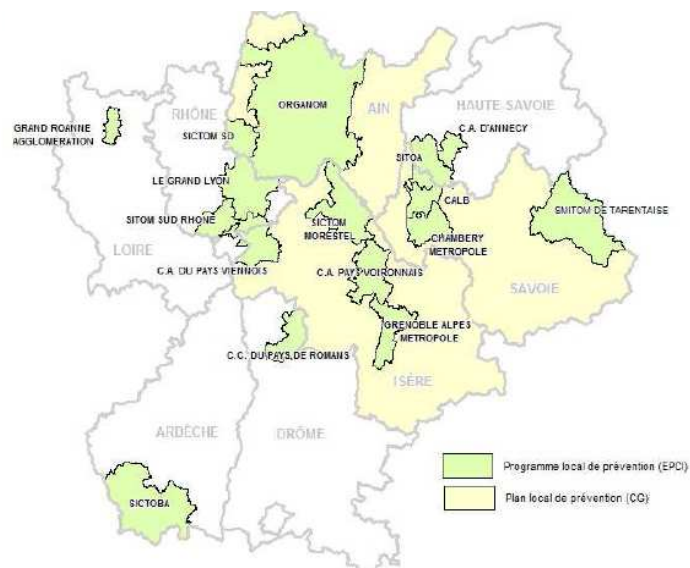 HAUTE-SAVOIE
RHÔNE
ORGANOM
AIN
C.A. D'ANNECY
GRAND ROANNE
AGGLOMERATION
SICTOM SD
SITOA
LE GRAND LYON
CALB
SMITOM DE TARENTAISE
SITOM SUD RHÔNE
SICTOM
MORESTEL
CHAMBERY
METROPOLE
LOIRE
C.A. DU PAYS VIENNOIS
C.A. PAYS VOIRONNAIS
SAVOIE
GRENOBLE ALPES
METROPOLE
C.C. DU PAYS DE ROMANS
ISÈRE
ARDÈCHE
DRÔME
Programme local de prévention (EPCI)
SICTOBA
Plan local de prévention (CG)